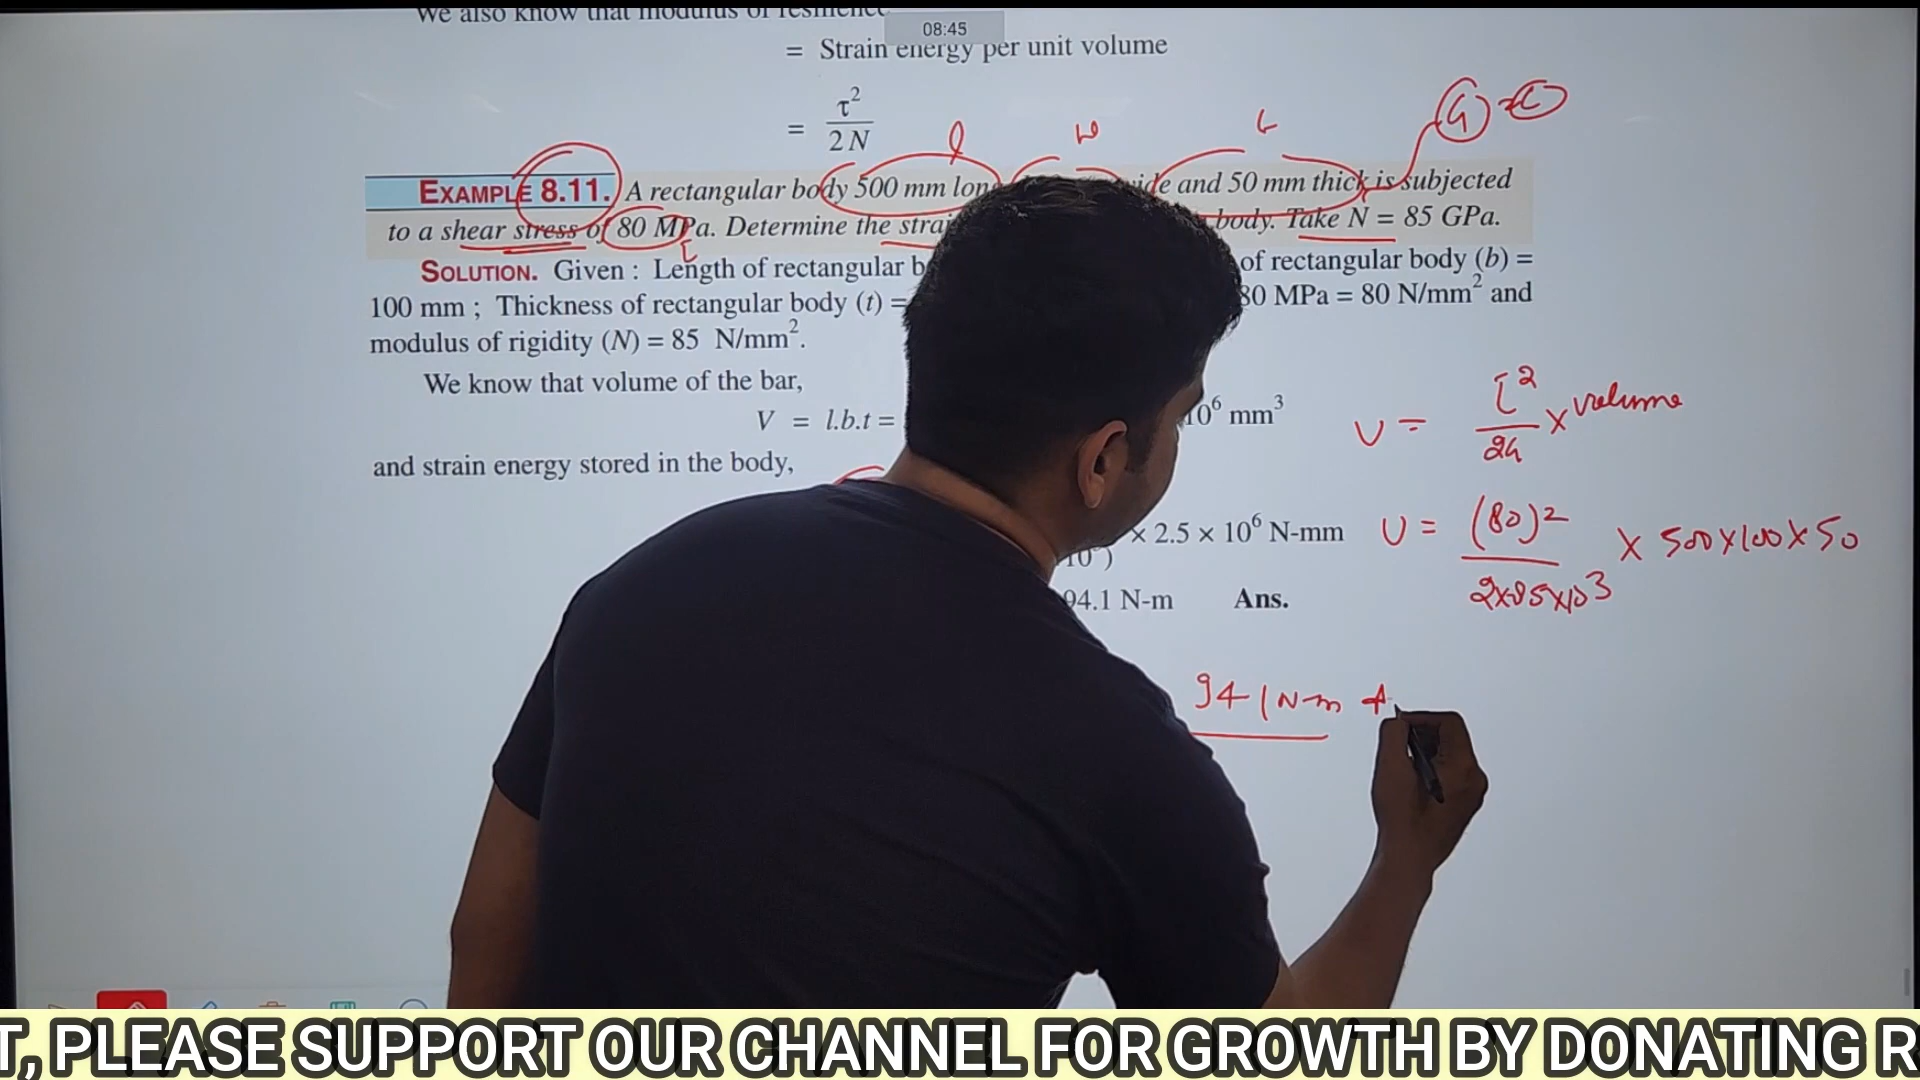 We also know that modulus of resilience
08:45
= Strain energy per unit volume
= τ² / 2 N
l w t G = C
EXAMPLE 8.11. A rectangular body 500 mm long and 50 mm thick is subjected
to a shear stress of 80 MPa. Determine the body. Take N = 85 GPa.
τ
SOLUTION. Given : Length of rectangular of rectangular body (b) =
100 mm ; Thickness of rectangular body (t) = 80 MPa = 80 N/mm² and
modulus of rigidity (N) = 85 N/mm².
We know that volume of the bar,
V = l.b.t = 10⁶ mm³
U = τ² / 2G × volume
and strain energy stored in the body,
× 2.5 × 10⁶ N-mm
U = (80)² / 2×85×10³ × 500×100×50
94.1 N-m Ans.
94.1 N-m A
T, PLEASE SUPPORT OUR CHANNEL FOR GROWTH BY DONATING R